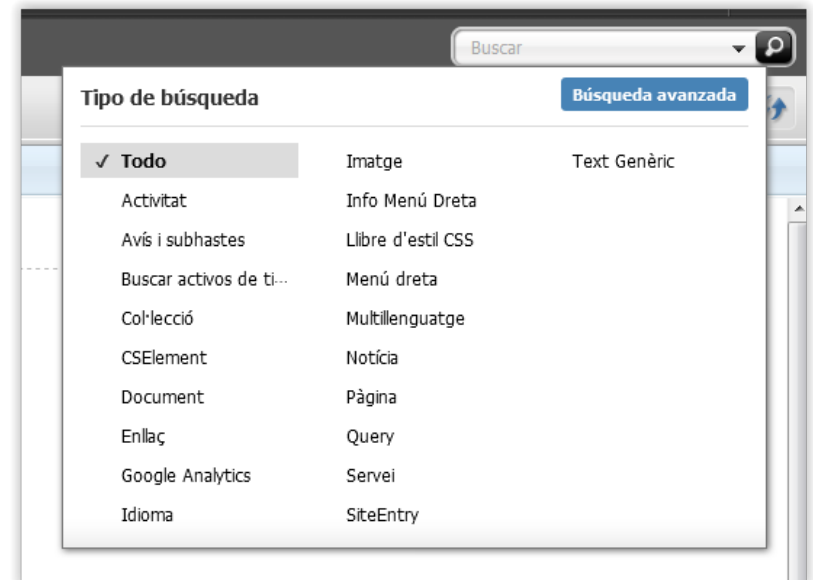 Buscar
Tipo de búsqueda
Búsqueda avanzada
✓ Todo
Activitat
Avís i subhastes
Buscar activos de ti...
Col·lecció
CSElement
Document
Enllaç
Google Analytics
Idioma
Imatge
Info Menú Dreta
Llibre d'estil CSS
Menú dreta
Multillenguatge
Notícia
Pàgina
Query
Servei
SiteEntry
Text Genèric